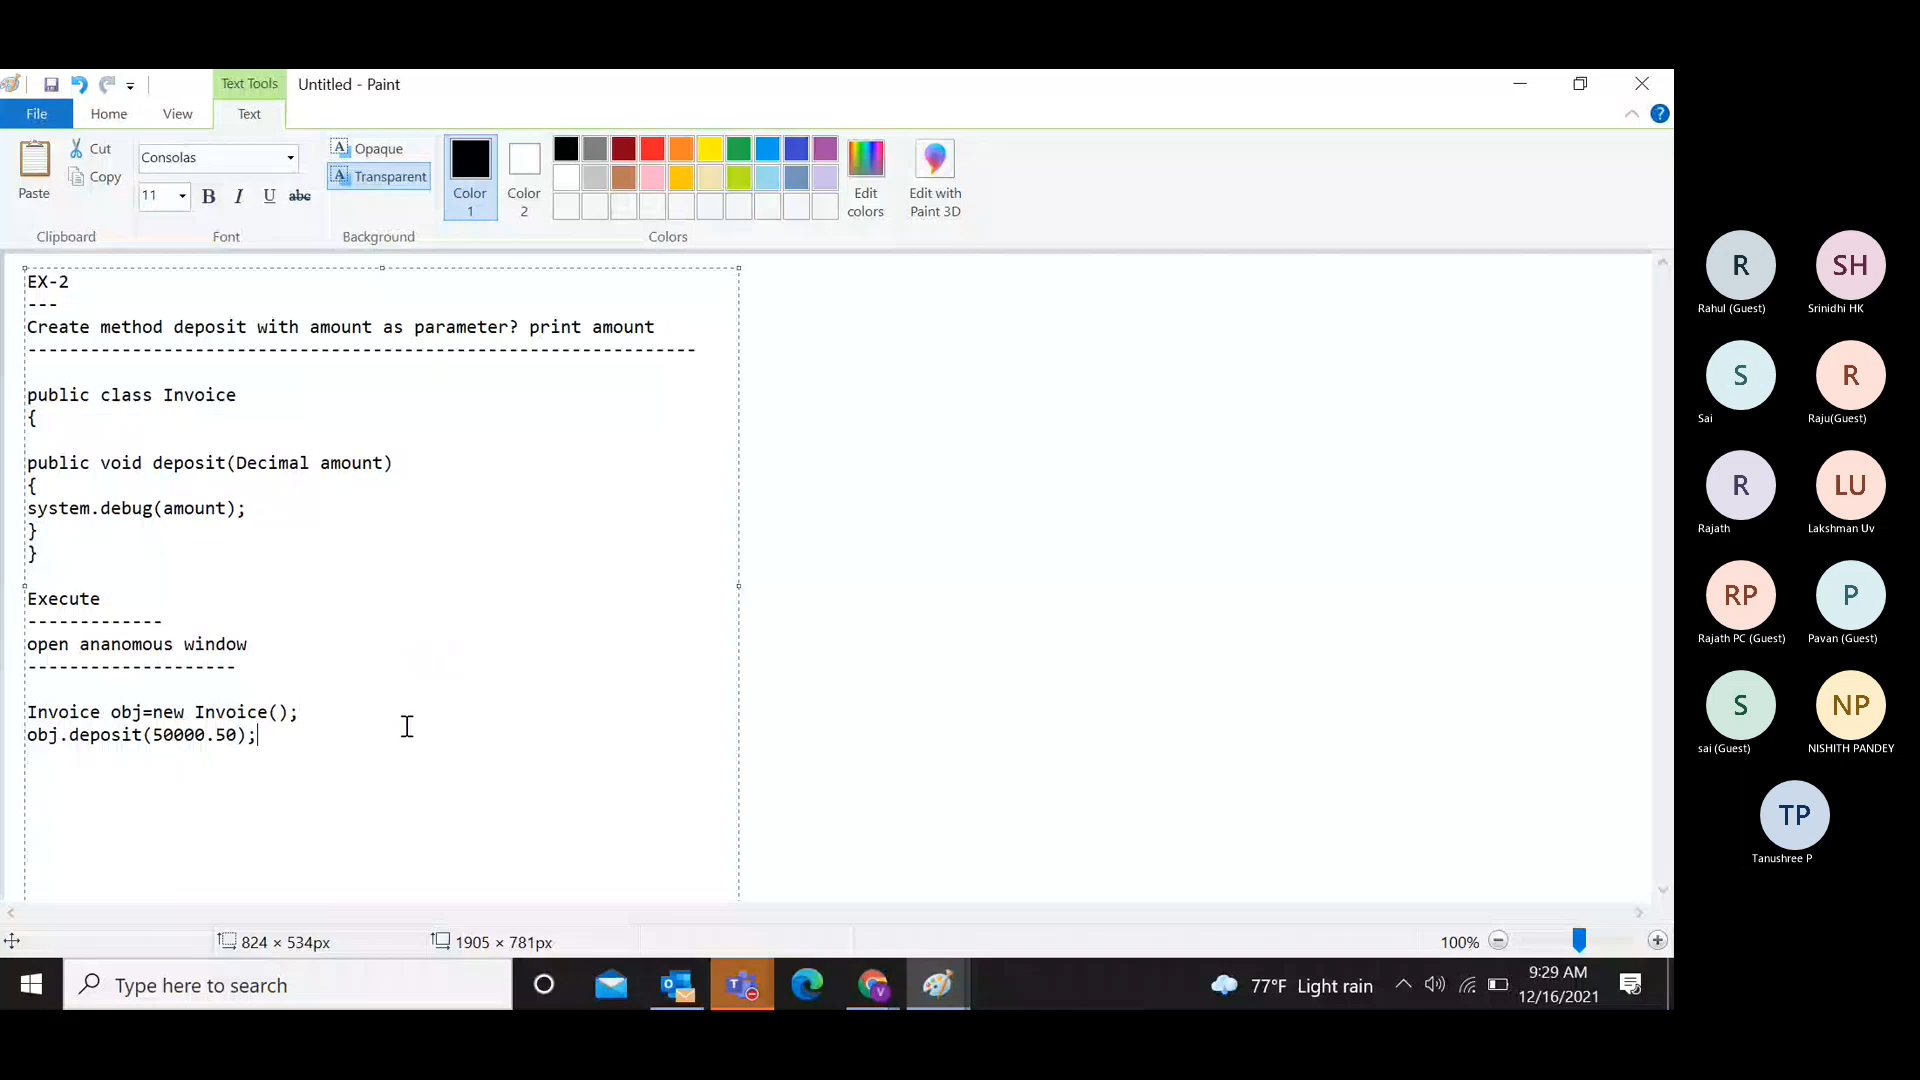 Text Tools
Untitled - Paint
File
Home
View
Text
Paste
Cut
Copy
Consolas
11
B
I
U
abc
A
Opaque
A
Transparent
Color
1
Color
2
Edit
colors
Edit with
Paint 3D
Clipboard
Font
Background
Colors
EX-2
---
Create method deposit with amount as parameter? print amount
----------------------------------------------------------------
public class Invoice
{
public void deposit(Decimal amount)
{
system.debug(amount);
}
}
Execute
-------------
open ananomous window
--------------------
Invoice obj=new Invoice();
obj.deposit(50000.50);
824 × 534px
1905 × 781px
100%
Type here to search
77°F Light rain
9:29 AM
12/16/2021
R
Rahul (Guest)
SH
Srinidhi HK
S
Sai
R
Raju(Guest)
R
Rajath
LU
Lakshman Uv
RP
Rajath PC (Guest)
P
Pavan (Guest)
S
sai (Guest)
NP
NISHITH PANDEY
TP
Tanushree P